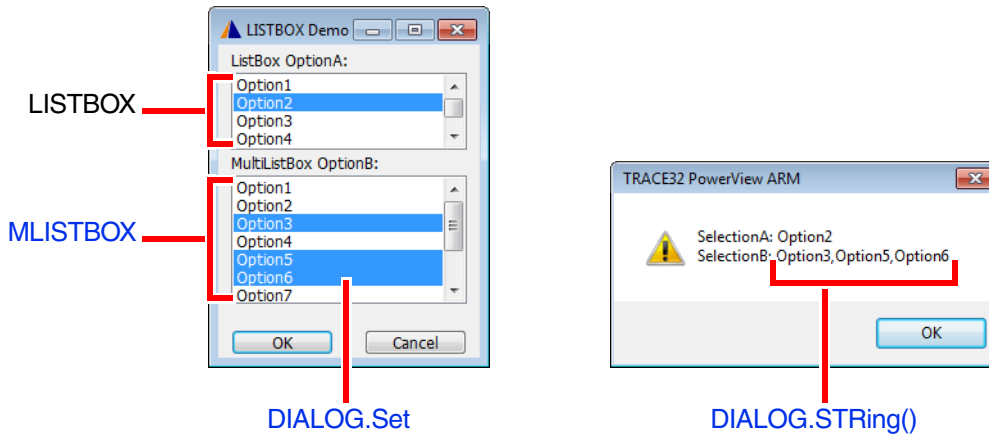 LISTBOX Demo
ListBox OptionA:
Option1
Option2
Option3
Option4
LISTBOX
MultiListBox OptionB:
Option1
Option2
Option3
Option4
Option5
Option6
Option7
MLISTBOX
OK
Cancel
DIALOG.Set
TRACE32 PowerView ARM
SelectionA: Option2
SelectionB: Option3,Option5,Option6
OK
DIALOG.STRing()